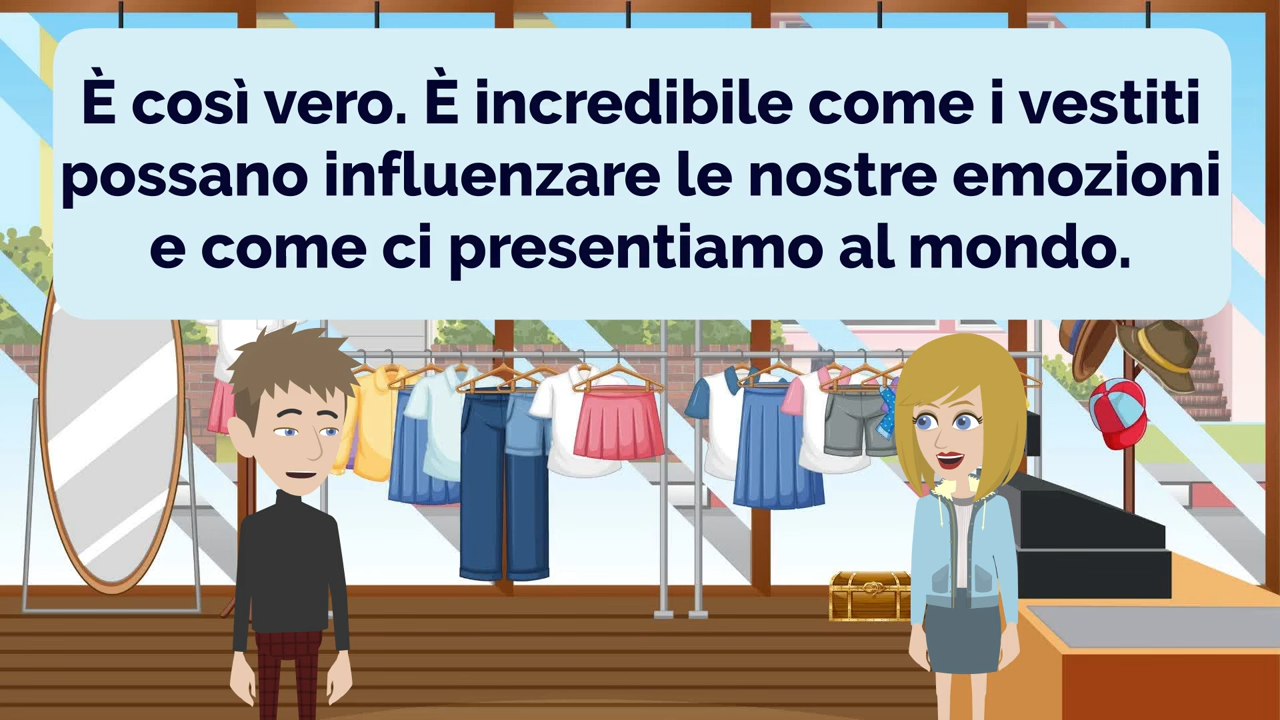 È così vero. È incredibile come i vestiti
possano influenzare le nostre emozioni
e come ci presentiamo al mondo.